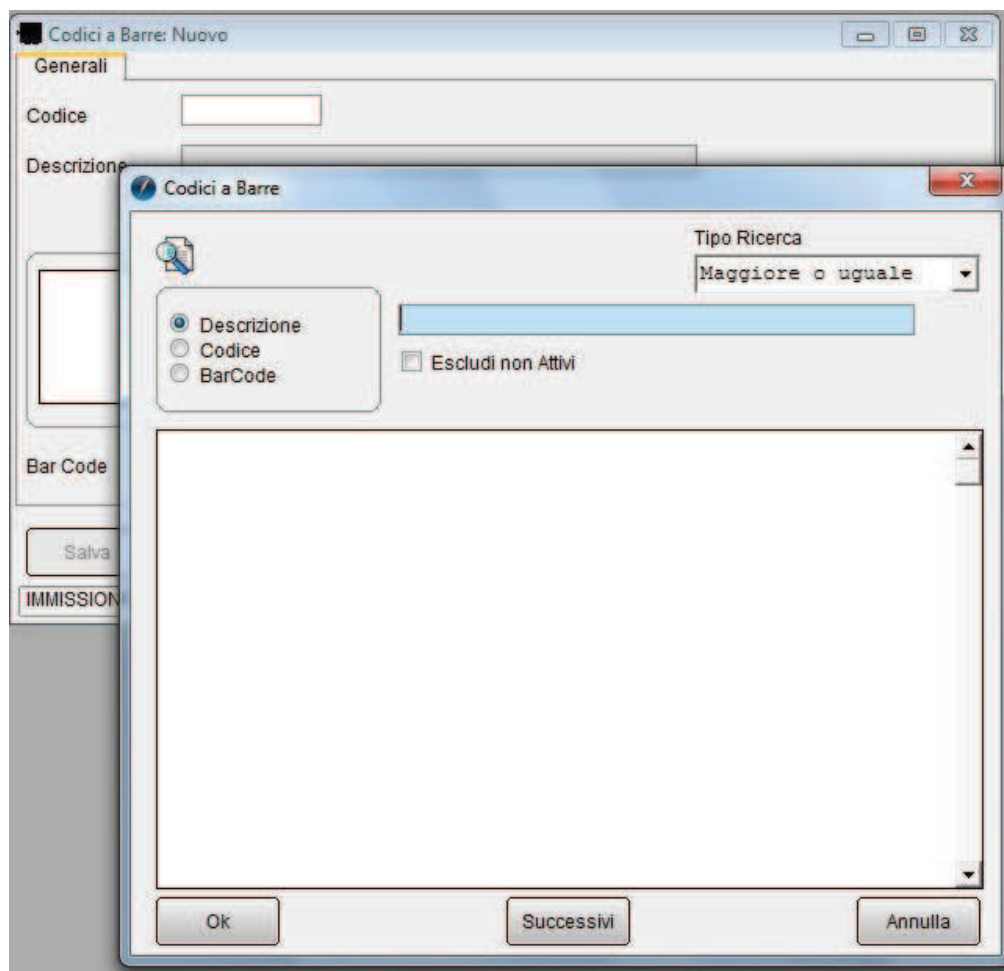 Codici a Barre: Nuovo
Generali
Codice
Descrizione
Codici a Barre
Tipo Ricerca
Maggiore o uguale
Descrizione
Codice
BarCode
Escludi non Attivi
Bar Code
Salva
IMMISSION
Ok
Successivi
Annulla